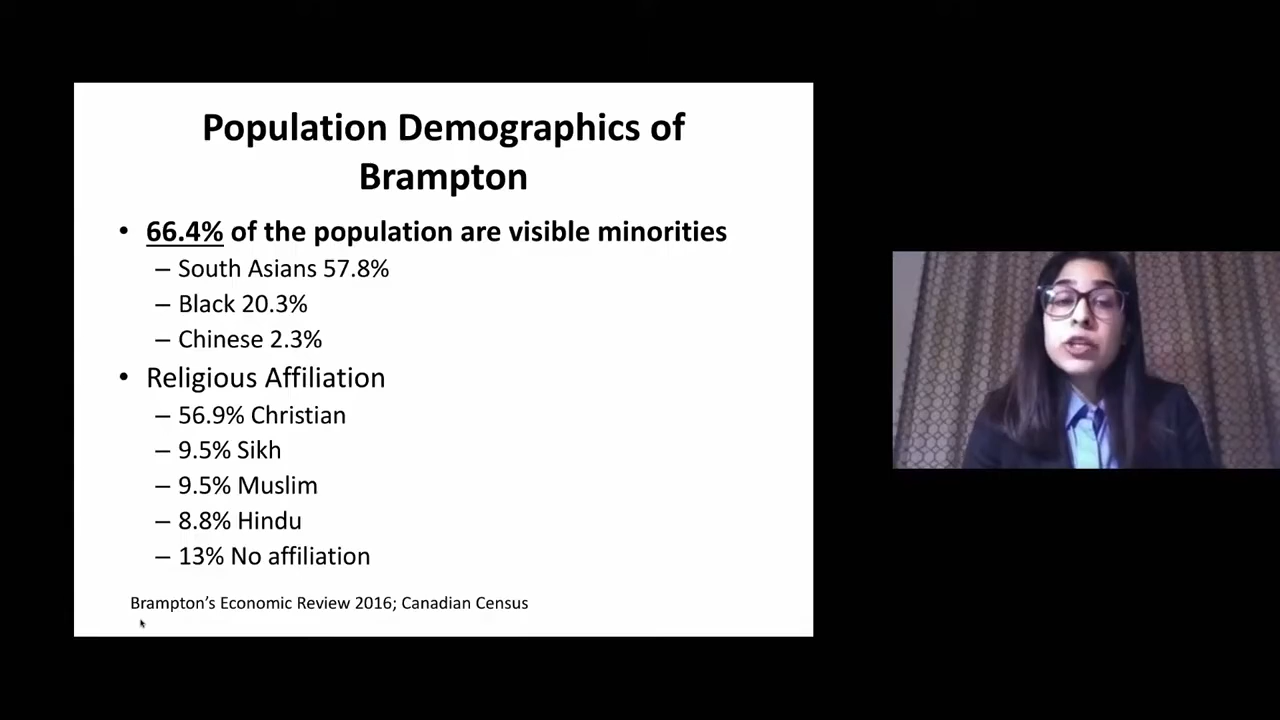 Population Demographics of
Brampton
• 66.4% of the population are visible minorities
– South Asians 57.8%
– Black 20.3%
– Chinese 2.3%
• Religious Affiliation
– 56.9% Christian
– 9.5% Sikh
– 9.5% Muslim
– 8.8% Hindu
– 13% No affiliation
Brampton’s Economic Review 2016; Canadian Census